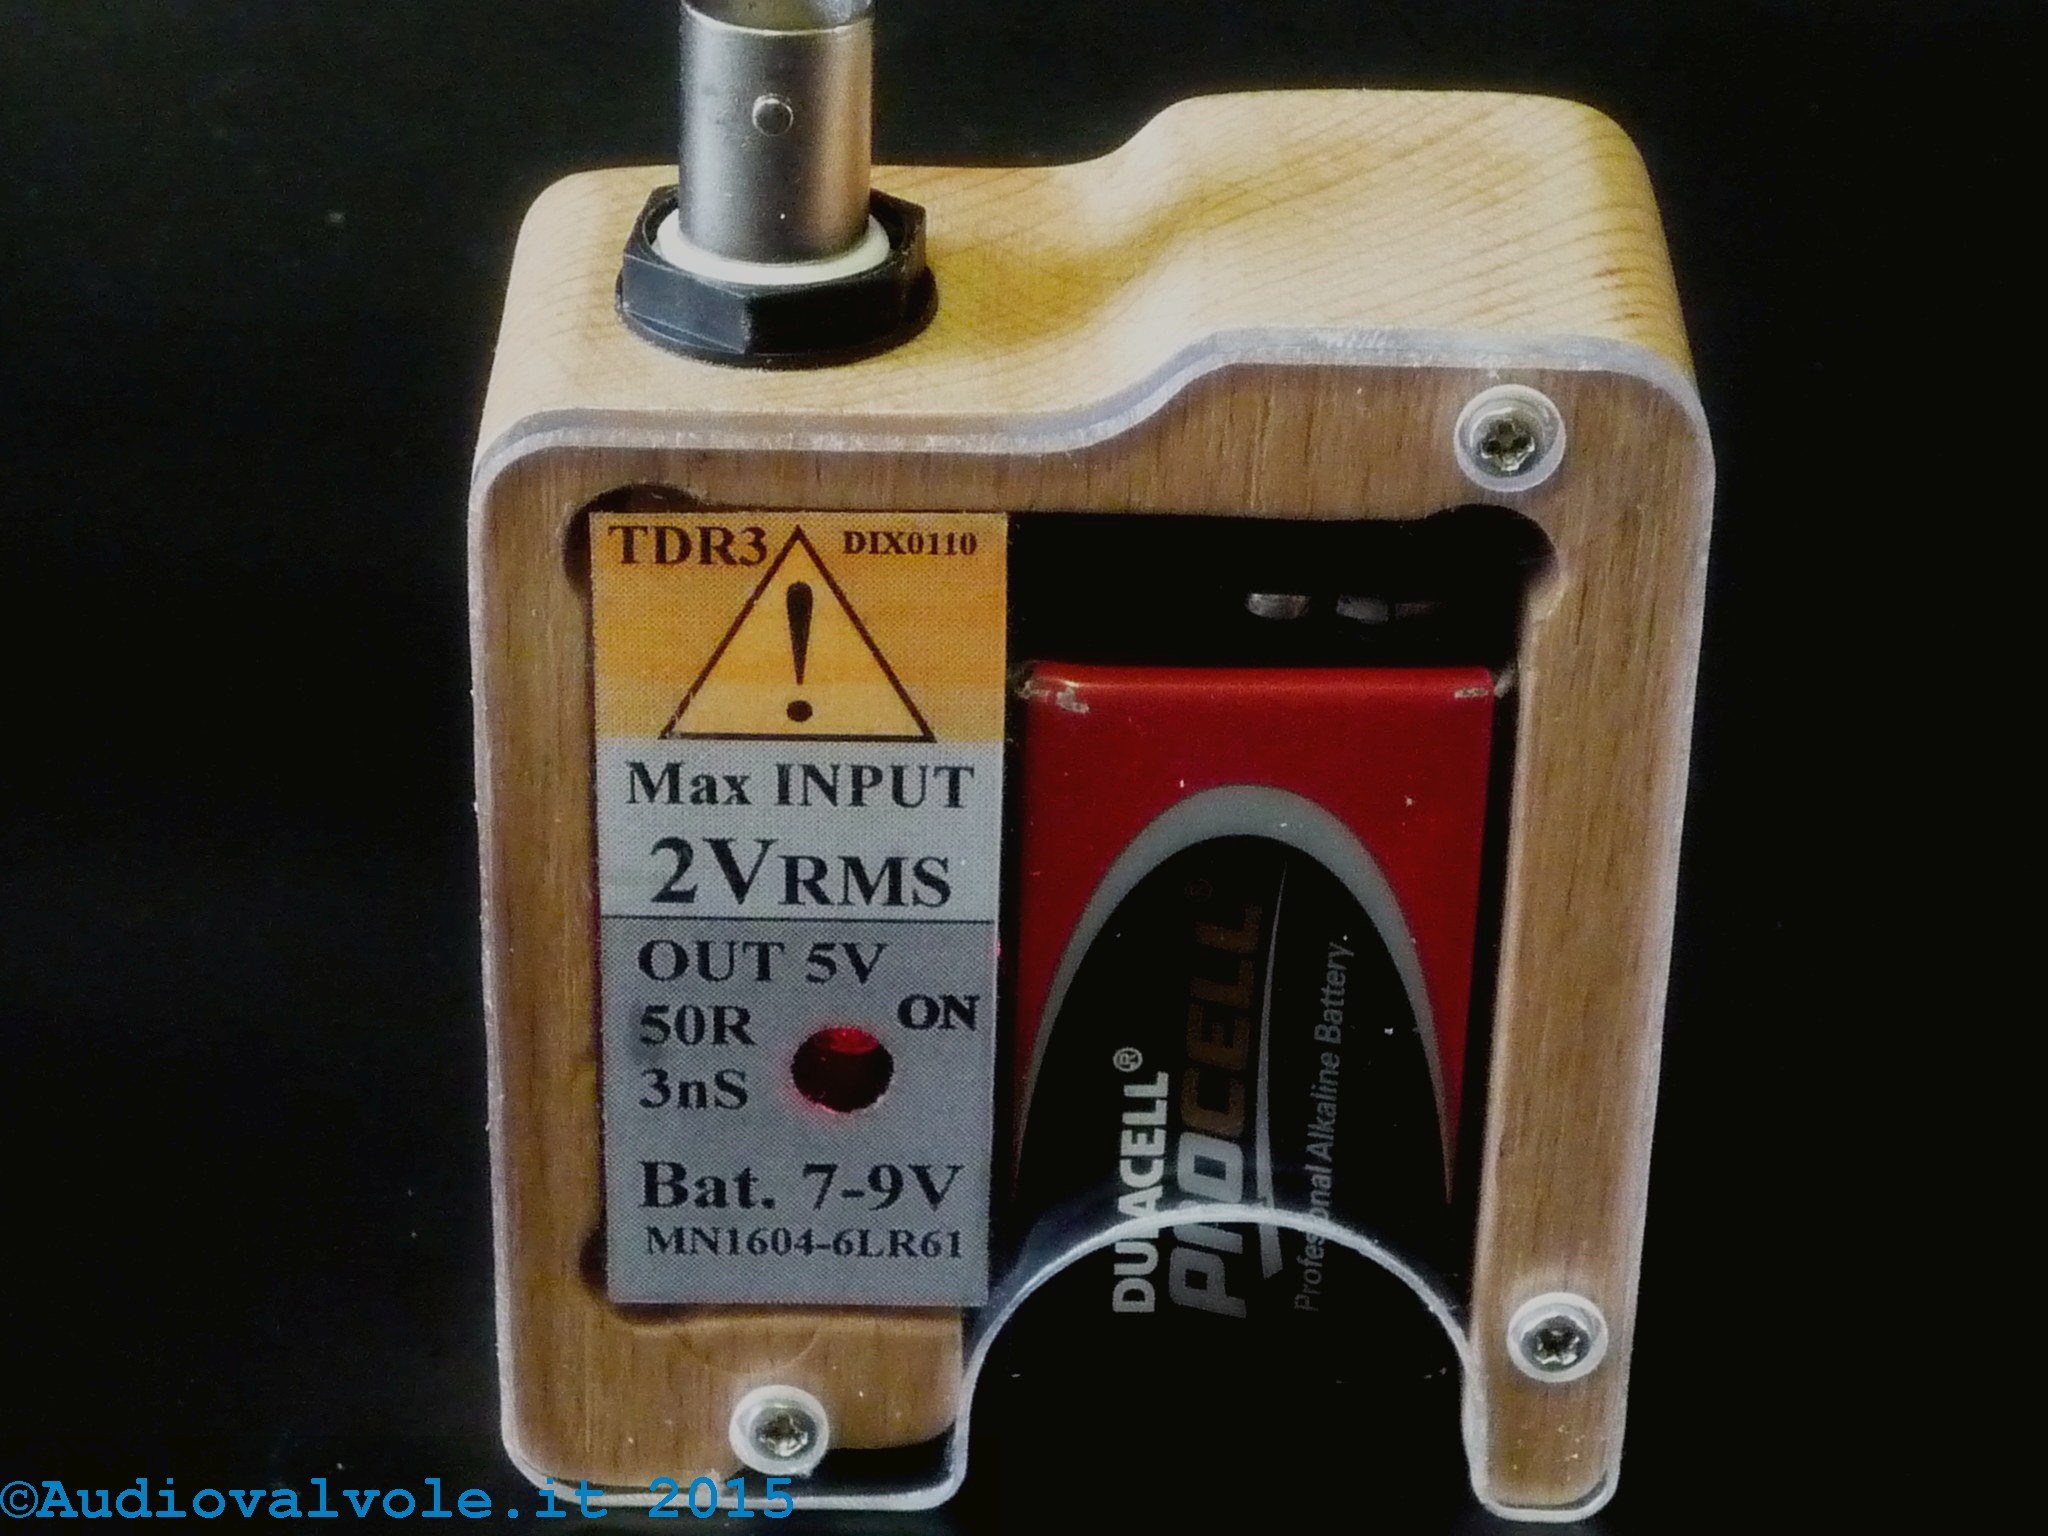 TDR3 DIX0110
!
Max INPUT
2VRMS
OUT 5V
50R
ON
3nS
Bat. 7-9V
MN1604-6LR61
DURACELL®
PROCELL®
Professional Alkaline Battery
©Audiovalvole.it 2015